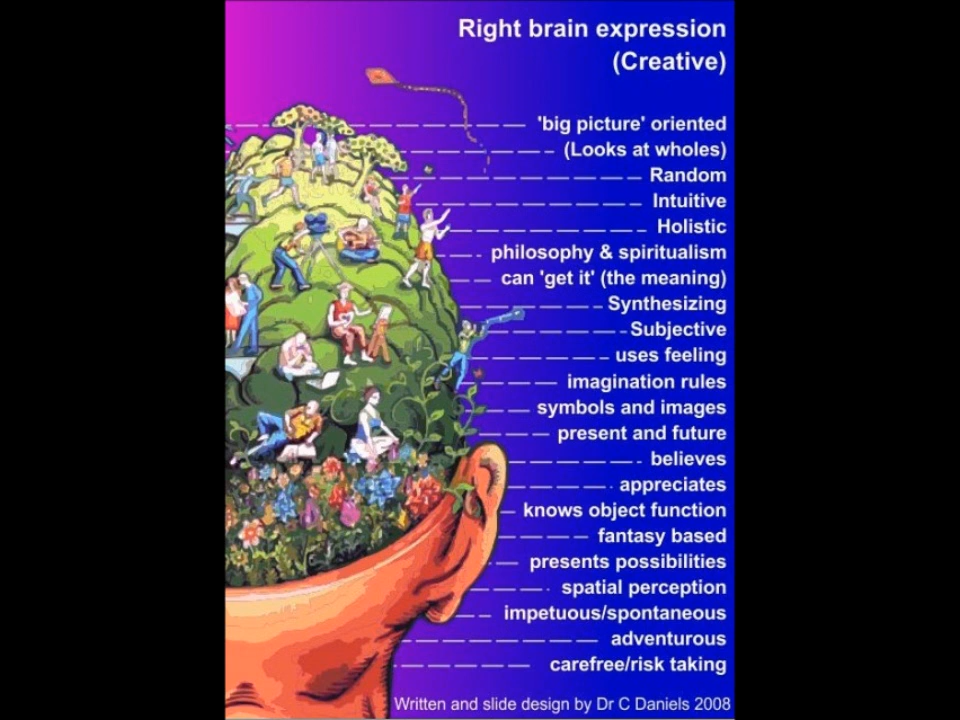 Right brain expression
(Creative)
'big picture' oriented
(Looks at wholes)
Random
Intuitive
Holistic
philosophy & spiritualism
can 'get it' (the meaning)
Synthesizing
Subjective
uses feeling
imagination rules
symbols and images
present and future
believes
appreciates
knows object function
fantasy based
presents possibilities
spatial perception
impetuous/spontaneous
adventurous
carefree/risk taking
Written and slide design by Dr C Daniels 2008